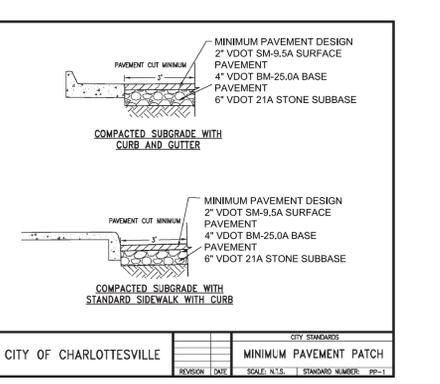 MINIMUM PAVEMENT DESIGN
2" VDOT SM-9.5A SURFACE
PAVEMENT
4" VDOT BM-25.0A BASE
PAVEMENT
6" VDOT 21A STONE SUBBASE
PAVEMENT CUT MINIMUM
3'
COMPACTED SUBGRADE WITH
CURB AND GUTTER
MINIMUM PAVEMENT DESIGN
2" VDOT SM-9.5A SURFACE
PAVEMENT
4" VDOT BM-25.0A BASE
PAVEMENT
6" VDOT 21A STONE SUBBASE
PAVEMENT CUT MINIMUM
3'
COMPACTED SUBGRADE WITH
STANDARD SIDEWALK WITH CURB
CITY OF CHARLOTTESVILLE
REVISION DATE
CITY STANDARDS
MINIMUM PAVEMENT PATCH
SCALE: N.T.S. STANDARD NUMBER: PP-1